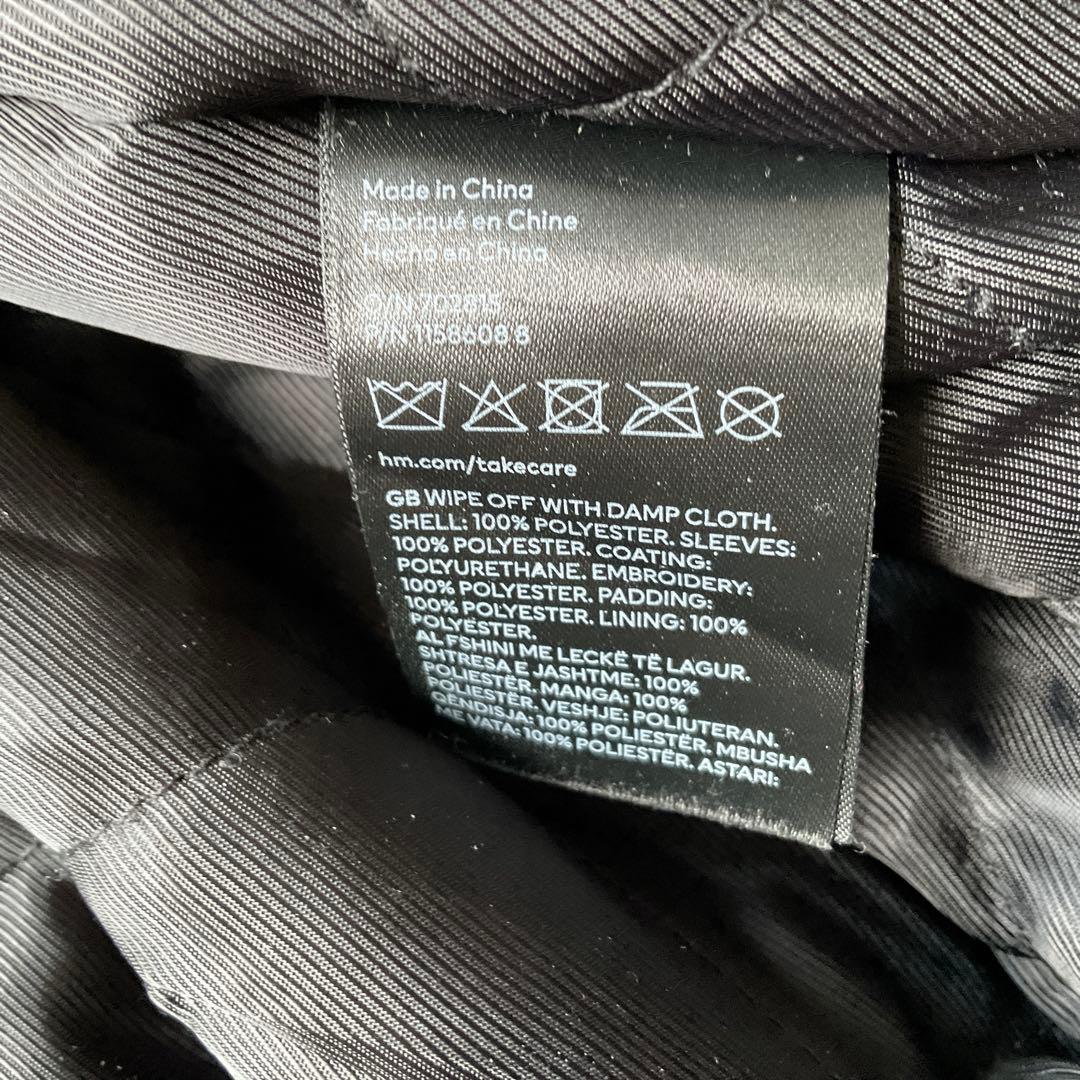 Made in China
Fabriqué en Chine
Hecho en China
O/N 702815
P/N 1158608 8
hm.com/takecare
GB WIPE OFF WITH DAMP CLOTH.
SHELL: 100% POLYESTER. SLEEVES:
100% POLYESTER. COATING:
POLYURETHANE. EMBROIDERY:
100% POLYESTER. PADDING:
100% POLYESTER. LINING: 100%
POLYESTER.
AL FSHINI ME LECKË TË LAGUR.
SHTRESA E JASHTME: 100%
POLIESTËR. MANGA: 100%
POLIESTËR. VESHJE: POLIUTERAN.
QËNDISJA: 100% POLIESTËR. MBUSHA
ME VATA: 100% POLIESTËR. ASTARI: